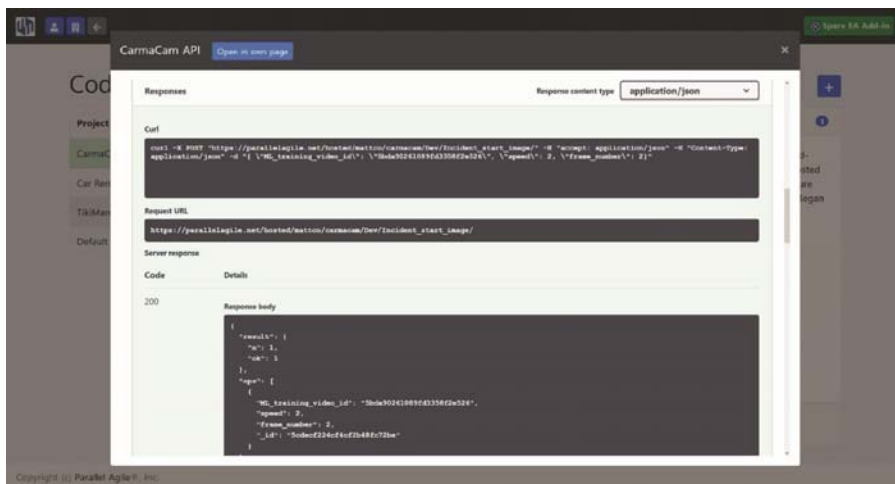 Sparx EA Add-in
CarmaCam API
Open in own page
×
Cod
+
Project
CarmaC
Car Ren
TikiMan
Default
Responses
Response content type
application/json
Curl
curl -X POST "https://parallelagile.net/hosted/mattco/carmacam/Dev/Incident_start_image/" -H "accept: application/json" -H "Content-Type:
application/json" -d "{ \"ML_training_video_id\": \"5bda90261089fd3358f2e526\", \"speed\": 2, \"frame_number\": 2}"
Request URL
https://parallelagile.net/hosted/mattco/carmacam/Dev/Incident_start_image/
Server response
Code
Details
200
Response body
{
"result": {
"n": 1,
"ok": 1
},
"ops": [
{
"ML_training_video_id": "5bda90261089fd3358f2e526",
"speed": 2,
"frame_number": 2,
"_id": "5cdecf224cf4cf2b48fc72be"
}
Copyright (c) Parallel Agile®, Inc.